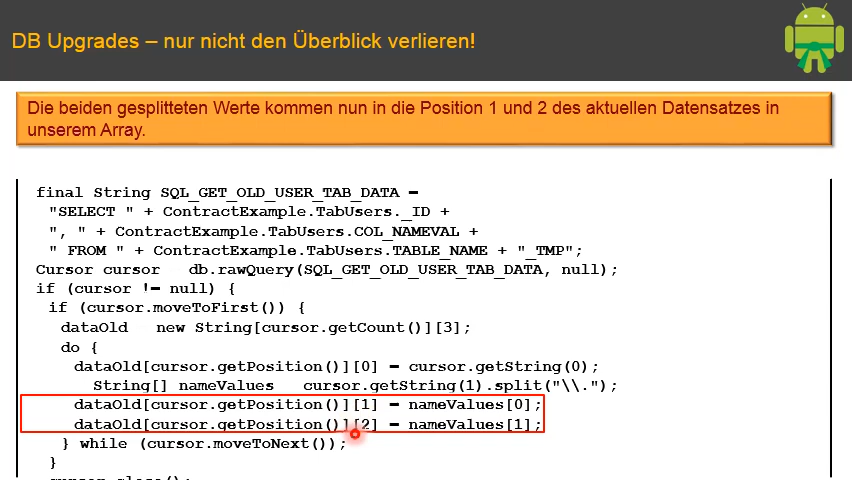 DB Upgrades – nur nicht den Überblick verlieren!
Die beiden gesplitteten Werte kommen nun in die Position 1 und 2 des aktuellen Datensatzes in
unserem Array.
final String SQL_GET_OLD_USER_TAB_DATA =
"SELECT " + ContractExample.TabUsers._ID +
", " + ContractExample.TabUsers.COL_NAMEVAL +
" FROM " + ContractExample.TabUsers.TABLE_NAME + "_TMP";
Cursor cursor db.rawQuery(SQL_GET_OLD_USER_TAB_DATA, null);
if (cursor != null) {
if (cursor.moveToFirst()) {
dataOld new String[cursor.getCount()][3];
do {
dataOld[cursor.getPosition()][0] = cursor.getString(0);
String[] nameValues cursor.getString(1).split("\\.");
dataOld[cursor.getPosition()][1] = nameValues[0];
dataOld[cursor.getPosition()][2] = nameValues[1];
} while (cursor.moveToNext());
}
cursor.close();